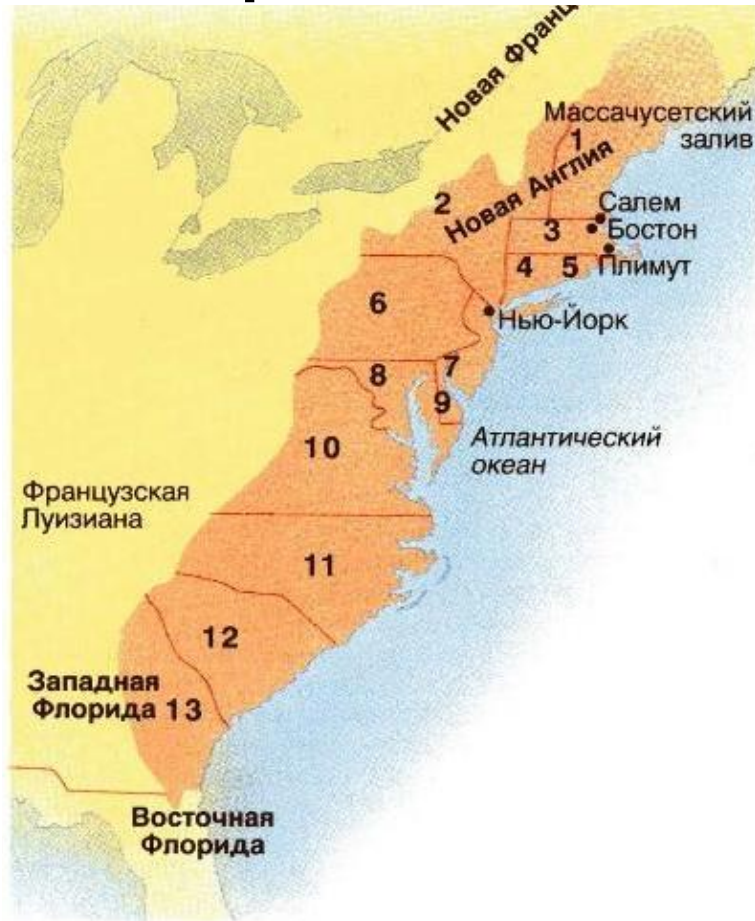 Новая Франц
Массачусетский
залив
1
Новая Англия
2
Салем
3
Бостон
4
5
Плимут
6
Нью-Йорк
7
8
9
Атлантический
океан
10
Французская
Луизиана
11
12
Западная
Флорида 13
Восточная
Флорида